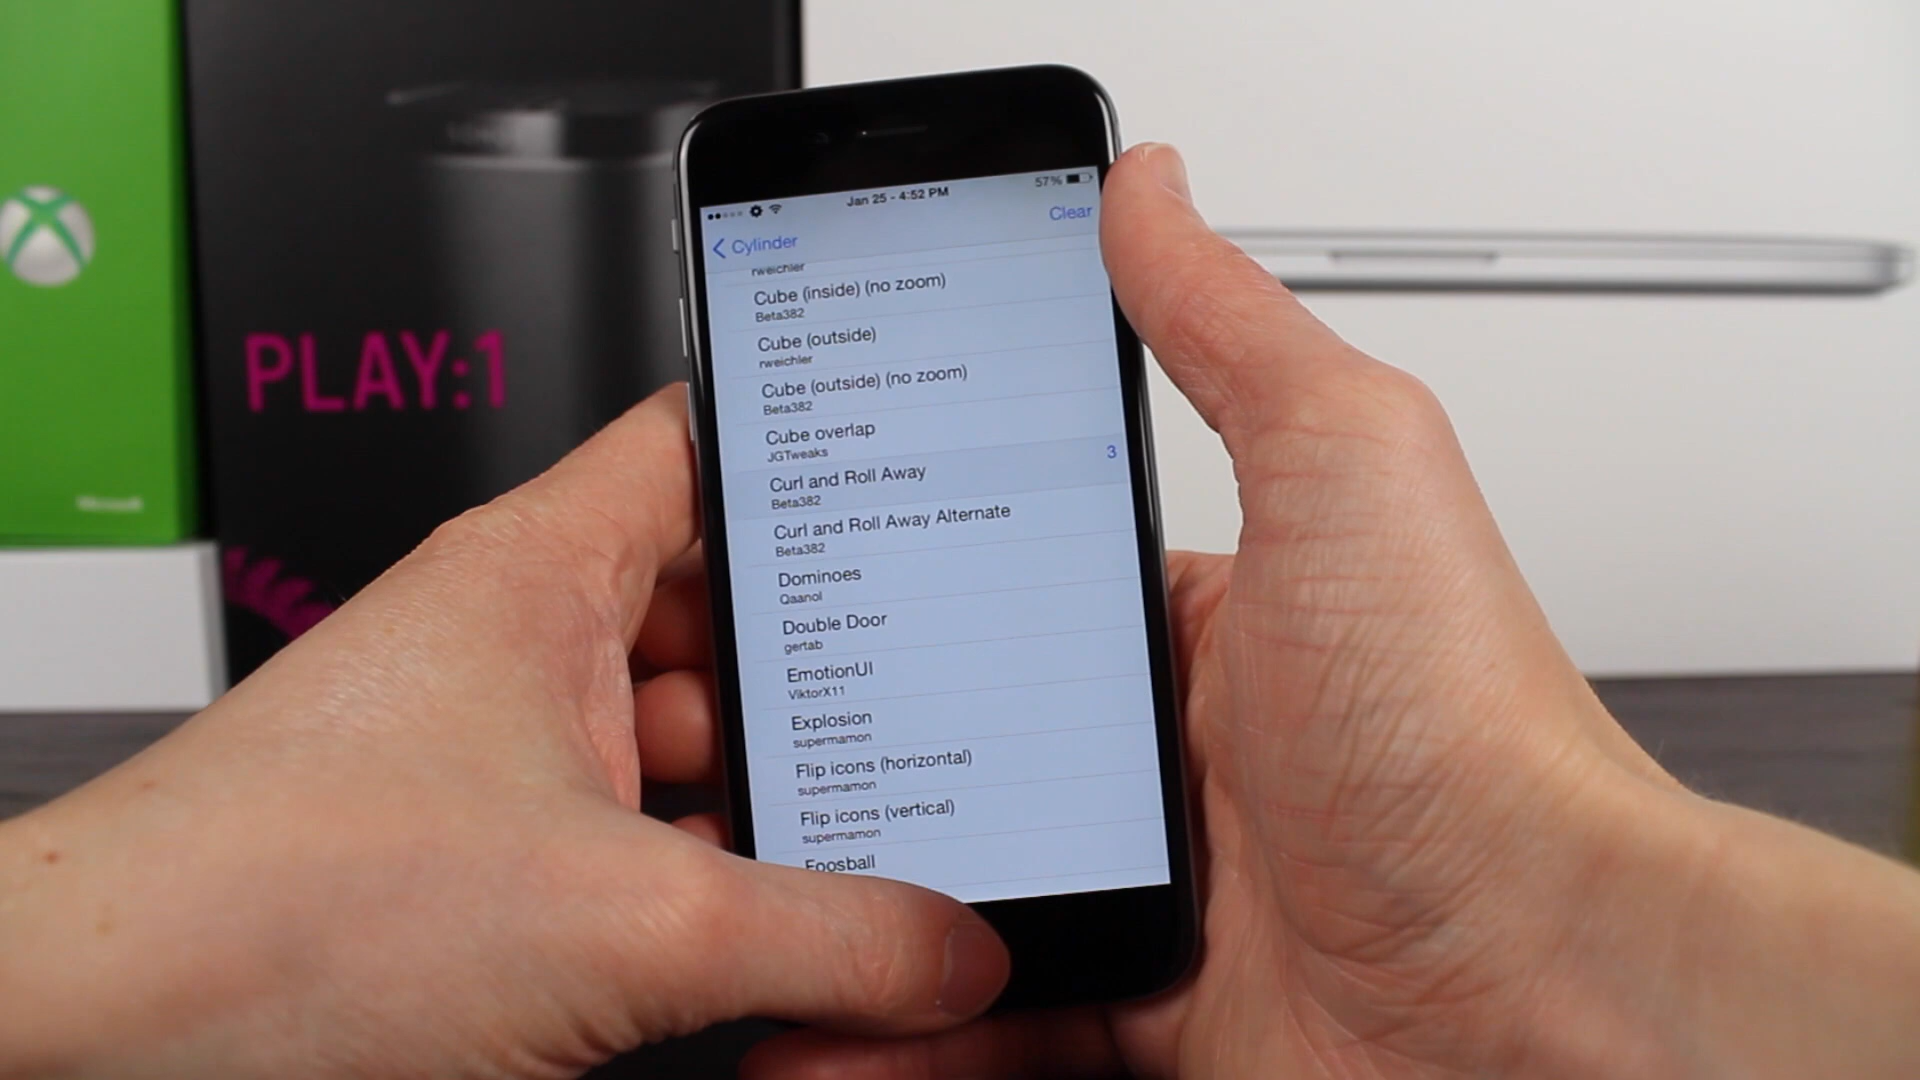 Jan 25 - 4:52 PM
57%
Cylinder
Clear
rweichler
Cube (inside) (no zoom)
Beta382
Cube (outside)
rweichler
Cube (outside) (no zoom)
Beta382
Cube overlap
JGTweaks
Curl and Roll Away
3
Beta382
Curl and Roll Away Alternate
Beta382
Dominoes
Qaanol
Double Door
gertab
EmotionUI
ViktorX11
Explosion
supermamon
Flip icons (horizontal)
supermamon
Flip icons (vertical)
supermamon
Foosball
PLAY:1
Microsoft